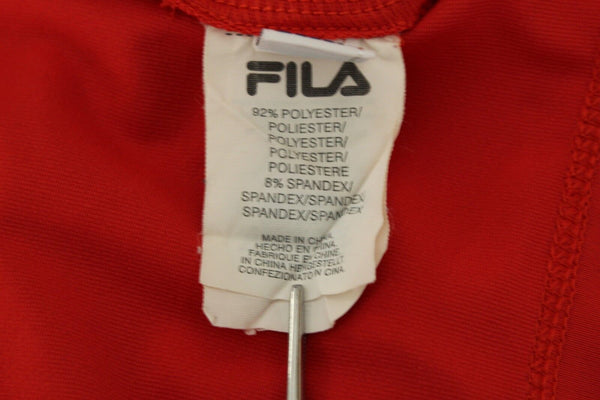 FILA
92% POLYESTER/
POLIESTER/
POLYESTER/
POLYESTER/
POLIESTERE
8% SPANDEX/
SPANDEX/SPANDEX/
SPANDEX/SPANDEX
MADE IN CHINA
HECHO EN CHINA
FABRIQUE EN CHINE
IN CHINA HERGESTELLT
CONFEZIONATO IN CINA